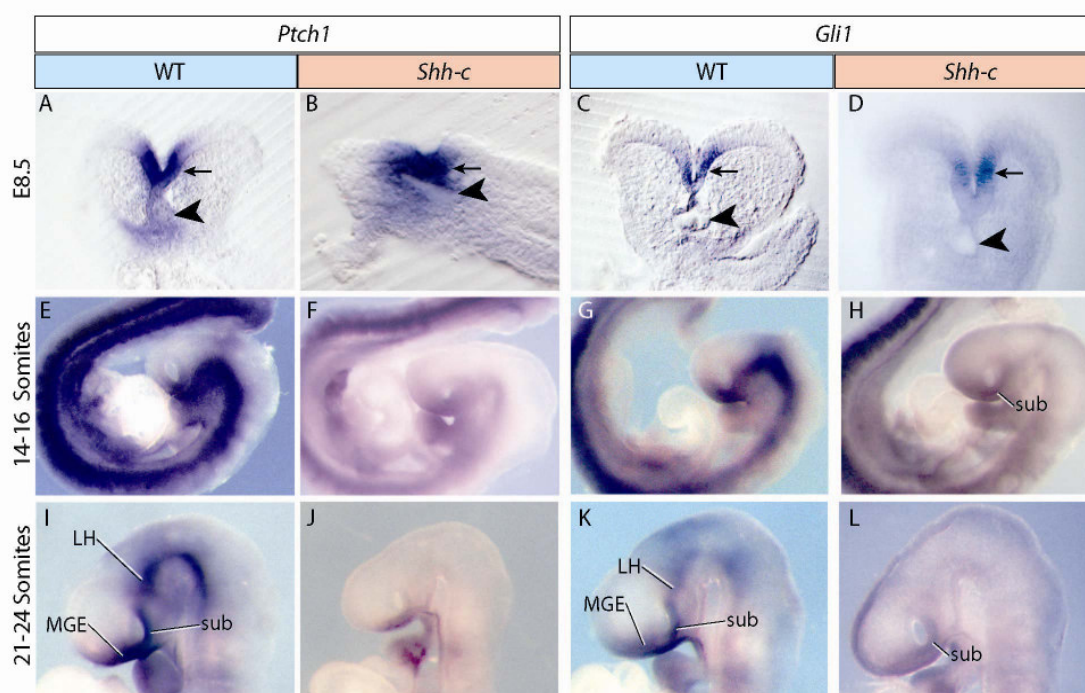 Ptch1 Gli1
WT Shh-c WT Shh-c
E8.5
A B C D
14-16 Somites
E F G H
sub
21-24 Somites
I J K L
LH LH
MGE sub MGE sub sub